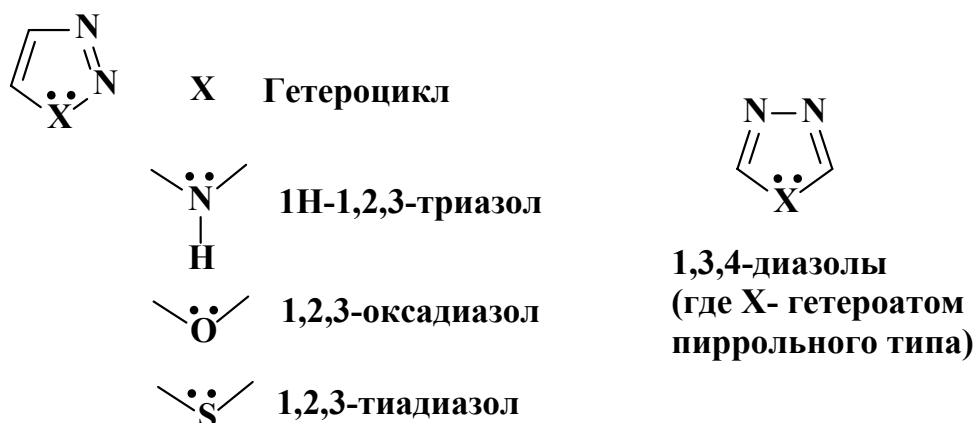 N
N
X
X Гетероцикл
N
H
1H-1,2,3-триазол
O
1,2,3-оксадиазол
S
1,2,3-тиадиазол
N N
X
1,3,4-диазолы
(где X- гетероатом
пиррольного типа)